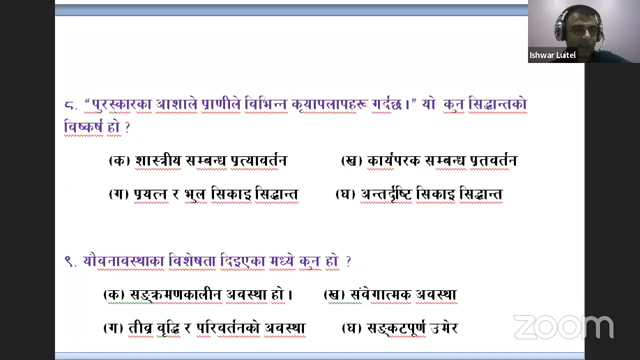 Ishwar Luitel
८. “पुरस्कारका आशाले प्राणीले विभिन्न कृयापलापहरू गर्दछ।” यो कुन सिद्धान्तको
विष्कर्ष हो ?
(क) शास्त्रीय सम्बन्ध प्रत्यावर्तन (ख) कार्यपरक सम्बन्ध प्रतवर्तन
(ग) प्रयत्न र भुल सिकाइ सिद्धान्त (घ) अन्तर्दृष्टि सिकाइ सिद्धान्त
९. यौवनावस्थाका विशेषता दिइएका मध्ये कुन हो ?
(क) सङ्क्रमणकालीन अवस्था हो। (ख) संवेगात्मक अवस्था
(ग) तीव्र वृद्धि र परिवर्तनको अवस्था (घ) सङ्कटपूर्ण उमेर
zoom